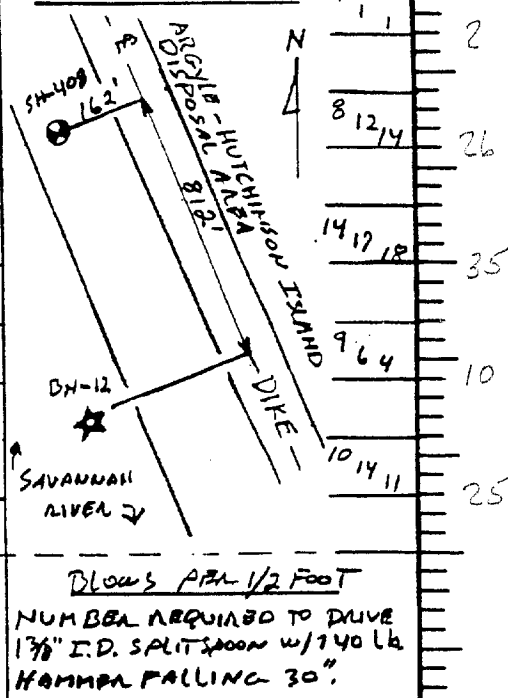 ARGYLE-HUTCHINSON ISLAND
DISPOSAL AREA
N
SH-408
162'
812'
BH-12
DIKE
SAVANNAH
RIVER
1 1
2
8 12 14
26
14 17 18
35
9 6 4
10
10 14 11
25
BLOWS PER 1/2 FOOT
NUMBER REQUIRED TO DRIVE
1 3/8" I.D. SPLITSPOON W/140 lb
HAMMER FALLING 30".